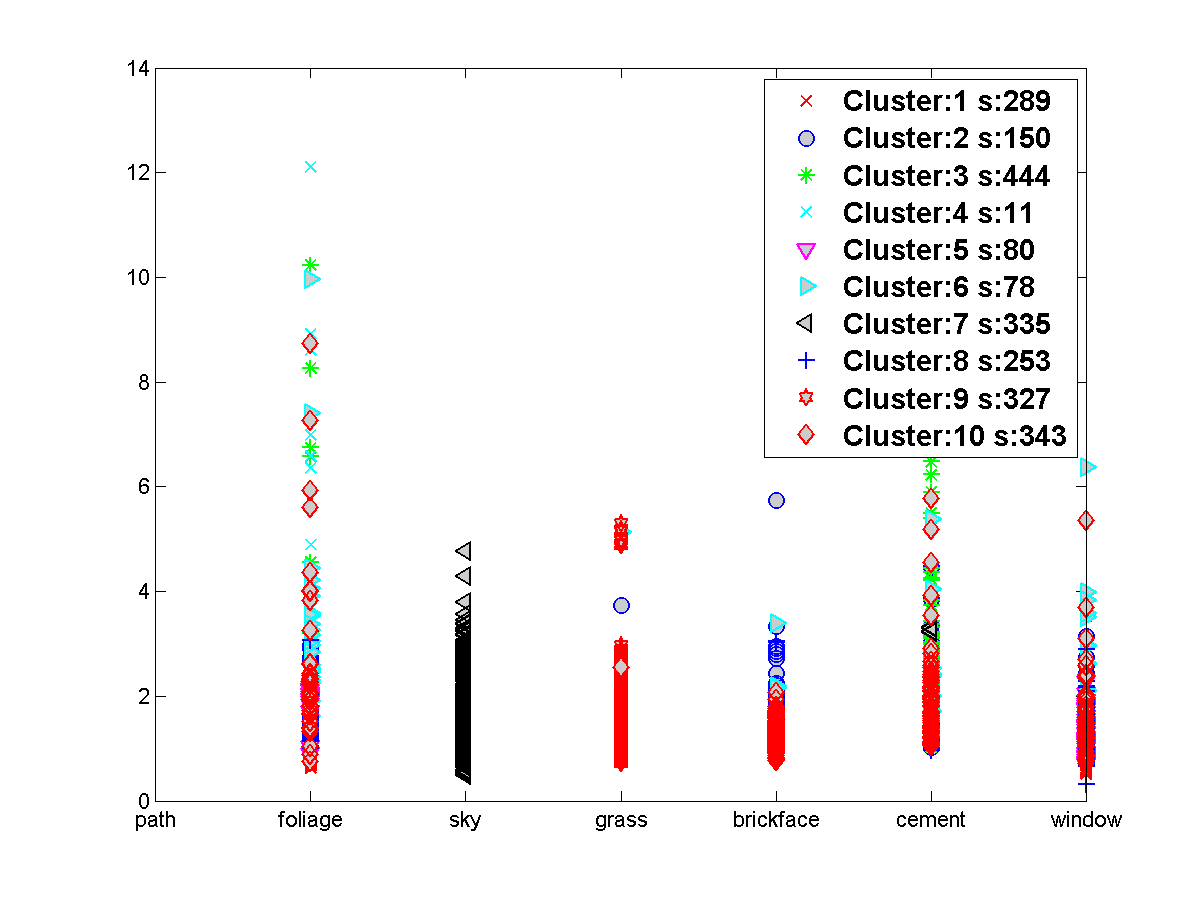 14
12
10
8
6
4
2
0
Cluster:1 s:289
Cluster:2 s:150
Cluster:3 s:444
Cluster:4 s:11
Cluster:5 s:80
Cluster:6 s:78
Cluster:7 s:335
Cluster:8 s:253
Cluster:9 s:327
Cluster:10 s:343
path foliage sky grass brickface cement window